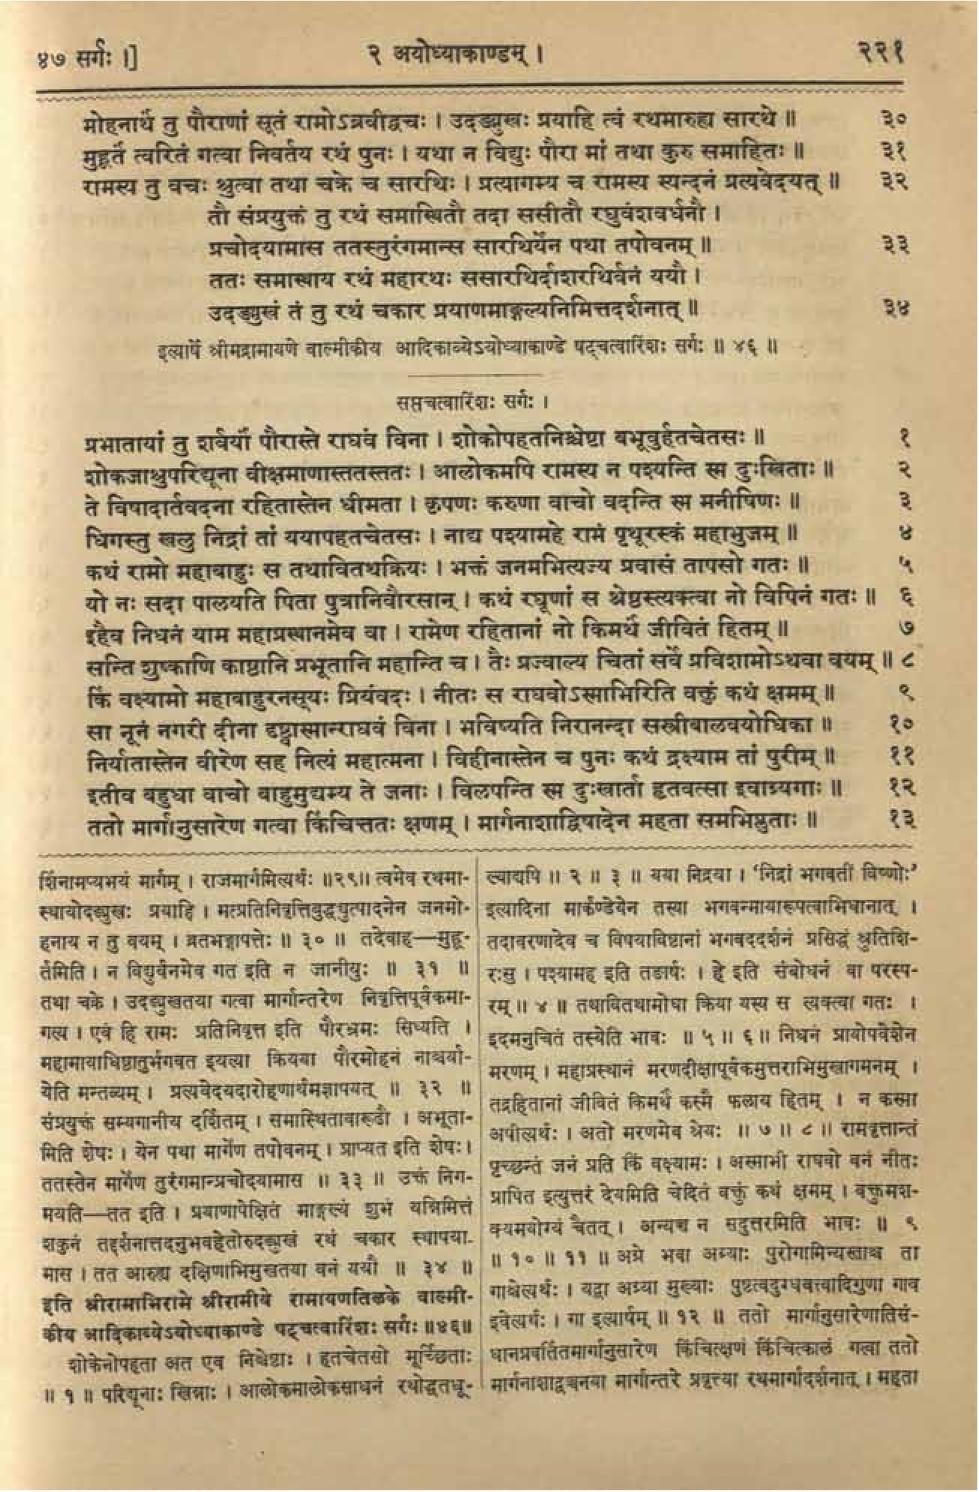 ४७ सर्गः ।] २ अयोध्याकाण्डम् । २२१
मोहनार्थं तु पौराणां सूतं रामोऽब्रवीद्वचः । उदङ्मुखः प्रयाहि त्वं रथमारुह्य सारथे ॥ ३०
मुहूर्तं त्वरितं गत्वा निवर्तय रथं पुनः । यथा न विद्युः पौरा मां तथा कुरु समाहितः ॥ ३१
रामस्य तु वचः श्रुत्वा तथा चक्रे च सारथिः । प्रत्यागम्य च रामस्य स्यन्दनं प्रत्यवेदयत् ॥ ३२
तौ संप्रयुक्तं तु रथं समास्थितौ तदा ससीतौ रघुवंशवर्धनौ ।
प्रचोदयामास ततस्तुरंगमान्स सारथिर्येन पथा तपोवनम् ॥ ३३
ततः समास्थाय रथं महारथः ससारथिर्दाशरथिर्वनं ययौ ।
उदङ्मुखं तं तु रथं चकार प्रयाणमाङ्गल्यनिमित्तदर्शनात् ॥ ३४
इत्यार्षे श्रीमद्रामायणे वाल्मीकीय आदिकाव्येऽयोध्याकाण्डे षट्चत्वारिंशः सर्गः ॥ ४६ ॥
सप्तचत्वारिंशः सर्गः ।
प्रभातायां तु शर्वर्यां पौरास्ते राघवं विना । शोकोपहतनिश्चेष्टा बभूवुर्हतचेतसः ॥ १
शोकजाश्रुपरिद्यूना वीक्षमाणास्ततस्ततः । आलोकमपि रामस्य न पश्यन्ति स्म दुःखिताः ॥ २
ते विषादार्तवदना रहितास्तेन धीमता । कृपणः करुणा वाचो वदन्ति स्म मनीषिणः ॥ ३
धिगस्तु खलु निद्रां तां ययापहतचेतसः । नाद्य पश्यामहे रामं पृथूरस्कं महाभुजम् ॥ ४
कथं रामो महाबाहुः स तथावितथक्रियः । भक्तं जनमभित्यज्य प्रवासं तापसो गतः ॥ ५
यो नः सदा पालयति पिता पुत्रानिवौरसान् । कथं रघूणां स श्रेष्ठस्त्यक्त्वा नो विपिनं गतः ॥ ६
इहैव निधनं याम महाप्रस्थानमेव वा । रामेण रहितानां नो किमर्थं जीवितं हितम् ॥ ७
सन्ति शुष्काणि काष्ठानि प्रभूतानि महान्ति च । तैः प्रज्वाल्य चितां सर्वे प्रविशामोऽथवा वयम् ॥ ८
किं वक्ष्यामो महाबाहुरनसूयः प्रियंवदः । नीतः स राघवोऽस्माभिरिति वक्तुं कथं क्षमम् ॥ ९
सा नूनं नगरी दीना दृष्ट्वास्मान्राघवं विना । भविष्यति निरानन्दा सस्त्रीबालवयोधिका ॥ १०
निर्यातास्तेन वीरेण सह नित्यं महात्मना । विहीनास्तेन च पुनः कथं द्रक्ष्याम तां पुरीम् ॥ ११
इतीव बहुधा वाचो बाहुमुद्यम्य ते जनाः । विलपन्ति स्म दुःखार्ता हृतवत्सा इवाग्र्यगाः ॥ १२
ततो मार्गानुसारेण गत्वा किंचित्ततः क्षणम् । मार्गनाशाद्विषादेन महता समभिप्लुताः ॥ १३
र्शिनामप्यभयं मार्गम् । राजमार्गमित्यर्थः ॥२९॥ त्वमेव रथमा-
स्थायोदङ्मुखः प्रयाहि । मत्प्रतिनिवृत्तिबुद्ध्युत्पादनेन जनमो-
हनाय न तु वयम् । व्रतभङ्गापत्तेः ॥ ३० ॥ तदेवाह—मुहू-
र्तमिति । न विद्युर्वनमेव गत इति न जानीयुः ॥ ३१ ॥
तथा चक्रे । उदङ्मुखतया गत्वा मार्गान्तरेण निवृत्तिपूर्वकमा-
गत्य । एवं हि रामः प्रतिनिवृत्त इति पौरभ्रमः सिध्यति ।
महामायाधिष्ठातुर्भगवत इयत्या क्रियया पौरमोहनं नाश्चर्या-
येति मन्तव्यम् । प्रत्यवेदयदारोहणार्थमज्ञापयत् ॥ ३२ ॥
संप्रयुक्तं सम्यगानीय दर्शितम् । समास्थितावारूढौ । अभूता-
मिति शेषः । येन पथा मार्गेण तपोवनम् । प्राप्यत इति शेषः ।
ततस्तेन मार्गेण तुरंगमान्प्रचोदयामास ॥ ३३ ॥ उक्तं निग-
मयति—तत इति । प्रयाणापेक्षितं माङ्गल्यं शुभं यन्निमित्तं
शकुनं तद्दर्शनात्तदनुभवहेतोरुदङ्मुखं रथं चकार स्थापया-
मास । तत आरुह्य दक्षिणाभिमुखतया वनं ययौ ॥ ३४ ॥
इति श्रीरामाभिरामे श्रीरामीये रामायणतिलके वाल्मी-
कीय आदिकाव्येऽयोध्याकाण्डे षट्चत्वारिंशः सर्गः ॥४६॥
शोकेनोपहता अत एव निश्चेष्टाः । हतचेतसो मूर्च्छिताः
॥ १ ॥ परिद्यूनाः खिन्नाः । आलोकमालोकसाधनं रथोद्धतधू-
ल्याद्यपि ॥ २ ॥ ३ ॥ यया निद्रया । ‘निद्रां भगवतीं विष्णोः’
इत्यादिना मार्कण्डेयेन तस्या भगवन्मायारूपत्वाभिधानात् ।
तदावरणादेव च विषयाविष्टानां भगवददर्शनं प्रसिद्धं श्रुतिशि-
रःसु । पश्यामह इति तङार्षः । हे इति संबोधनं वा परस्प-
रम् ॥ ४ ॥ तथावितथामोघा क्रिया यस्य स त्यक्त्वा गतः ।
इदमनुचितं तस्येति भावः ॥ ५ ॥ ६ ॥ निधनं प्रायोपवेशेन
मरणम् । महाप्रस्थानं मरणदीक्षापूर्वकमुत्तराभिमुखागमनम् ।
तद्रहितानां जीवितं किमर्थं कस्मै फलाय हितम् । न कस्मा
अपीत्यर्थः । अतो मरणमेव श्रेयः ॥ ७ ॥ ८ ॥ रामवृत्तान्तं
पृच्छन्तं जनं प्रति किं वक्ष्यामः । अस्माभी राघवो वनं नीतः
प्रापित इत्युत्तरं देयमिति चेदितं वक्तुं कथं क्षमम् । वक्तुमश-
क्यमयोग्यं चैतत् । अन्यच्च न सदुत्तरमिति भावः ॥ ९
॥ १० ॥ ११ ॥ अग्रे भवा अग्र्याः पुरोगामिन्यस्ताश्च ता
गाश्चेत्यर्थः । यद्वा अग्र्या मुख्याः पुष्टत्वदुग्धवत्त्वादिगुणा गाव
इवेत्यर्थः । गा इत्यार्षम् ॥ १२ ॥ ततो मार्गानुसारेणातिसं-
धानप्रवर्तितमार्गानुसारेण किंचित्क्षणं किंचित्कालं गत्वा ततो
मार्गनाशाद्वञ्चनया मार्गान्तरे प्रवृत्त्या रथमार्गादर्शनात् । महता